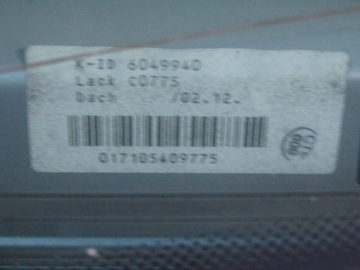 K-ID 6049940
Lack C0775
Dach /02.12.
017105409775